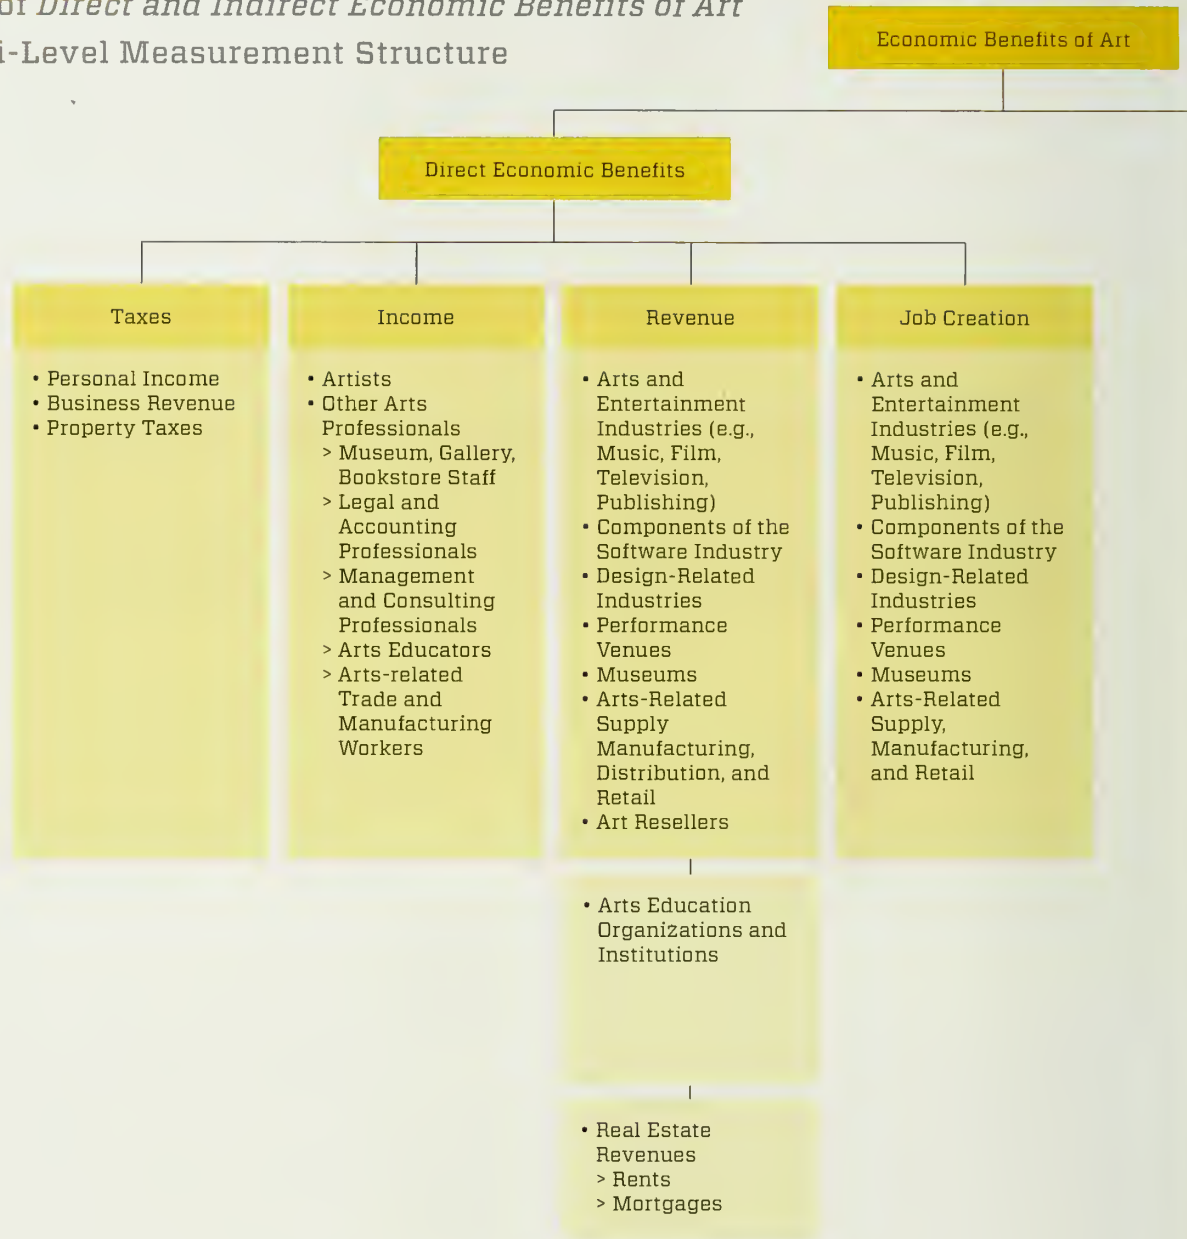 of Direct and Indirect Economic Benefits of Art
i-Level Measurement Structure
Economic Benefits of Art
Direct Economic Benefits
Taxes
• Personal Income
• Business Revenue
• Property Taxes
Income
• Artists
• Other Arts
Professionals
> Museum, Gallery,
Bookstore Staff
> Legal and
Accounting
Professionals
> Management
and Consulting
Professionals
> Arts Educators
> Arts-related
Trade and
Manufacturing
Workers
Revenue
• Arts and
Entertainment
Industries (e.g.,
Music, Film,
Television,
Publishing)
• Components of the
Software Industry
• Design-Related
Industries
• Performance
Venues
• Museums
• Arts-Related
Supply
Manufacturing,
Distribution, and
Retail
• Art Resellers
• Arts Education
Organizations and
Institutions
• Real Estate
Revenues
> Rents
> Mortgages
Job Creation
• Arts and
Entertainment
Industries (e.g.,
Music, Film,
Television,
Publishing)
• Components of the
Software Industry
• Design-Related
Industries
• Performance
Venues
• Museums
• Arts-Related
Supply,
Manufacturing,
and Retail